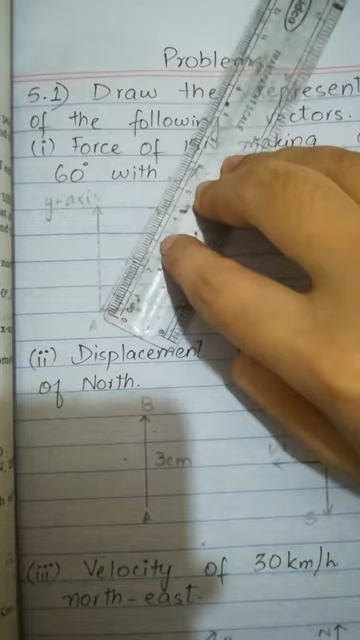 Problem
5.1) Draw the represent
of the following vectors.
(i) Force of making
60° with
y-axis
A
(ii) Displacement
of North.
B
3cm
A
W
S
(iii) Velocity of 30km/h
north-east.
N